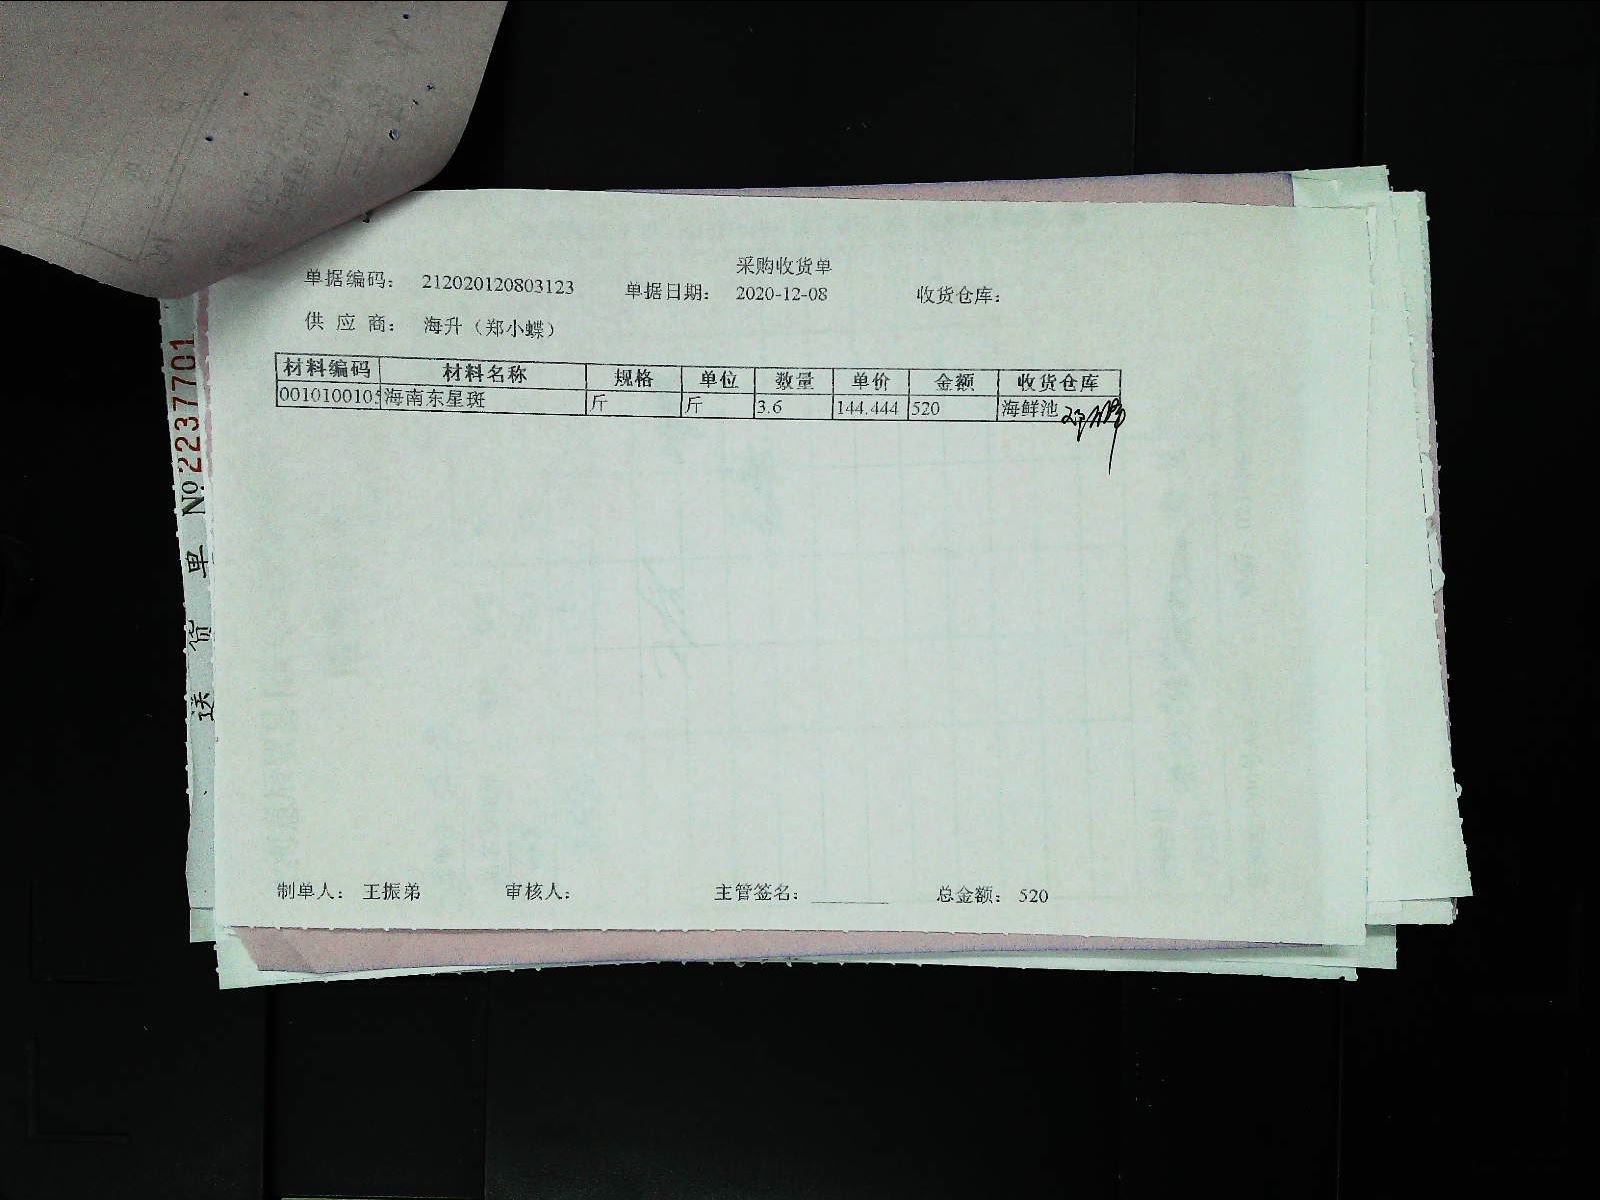 采购收货单
单据编码： 212020120803123 单据日期： 2020-12-08 收货仓库：
供 应 商： 海升（郑小蝶）
材料编码 材料名称 规格 单位 数量 单价 金额 收货仓库
0010100105 海南东星斑 斤 斤 3.6 144.444 520 海鲜池
制单人： 王振弟 审核人： 主管签名： 总金额： 520
送 货 单 No. 2237701